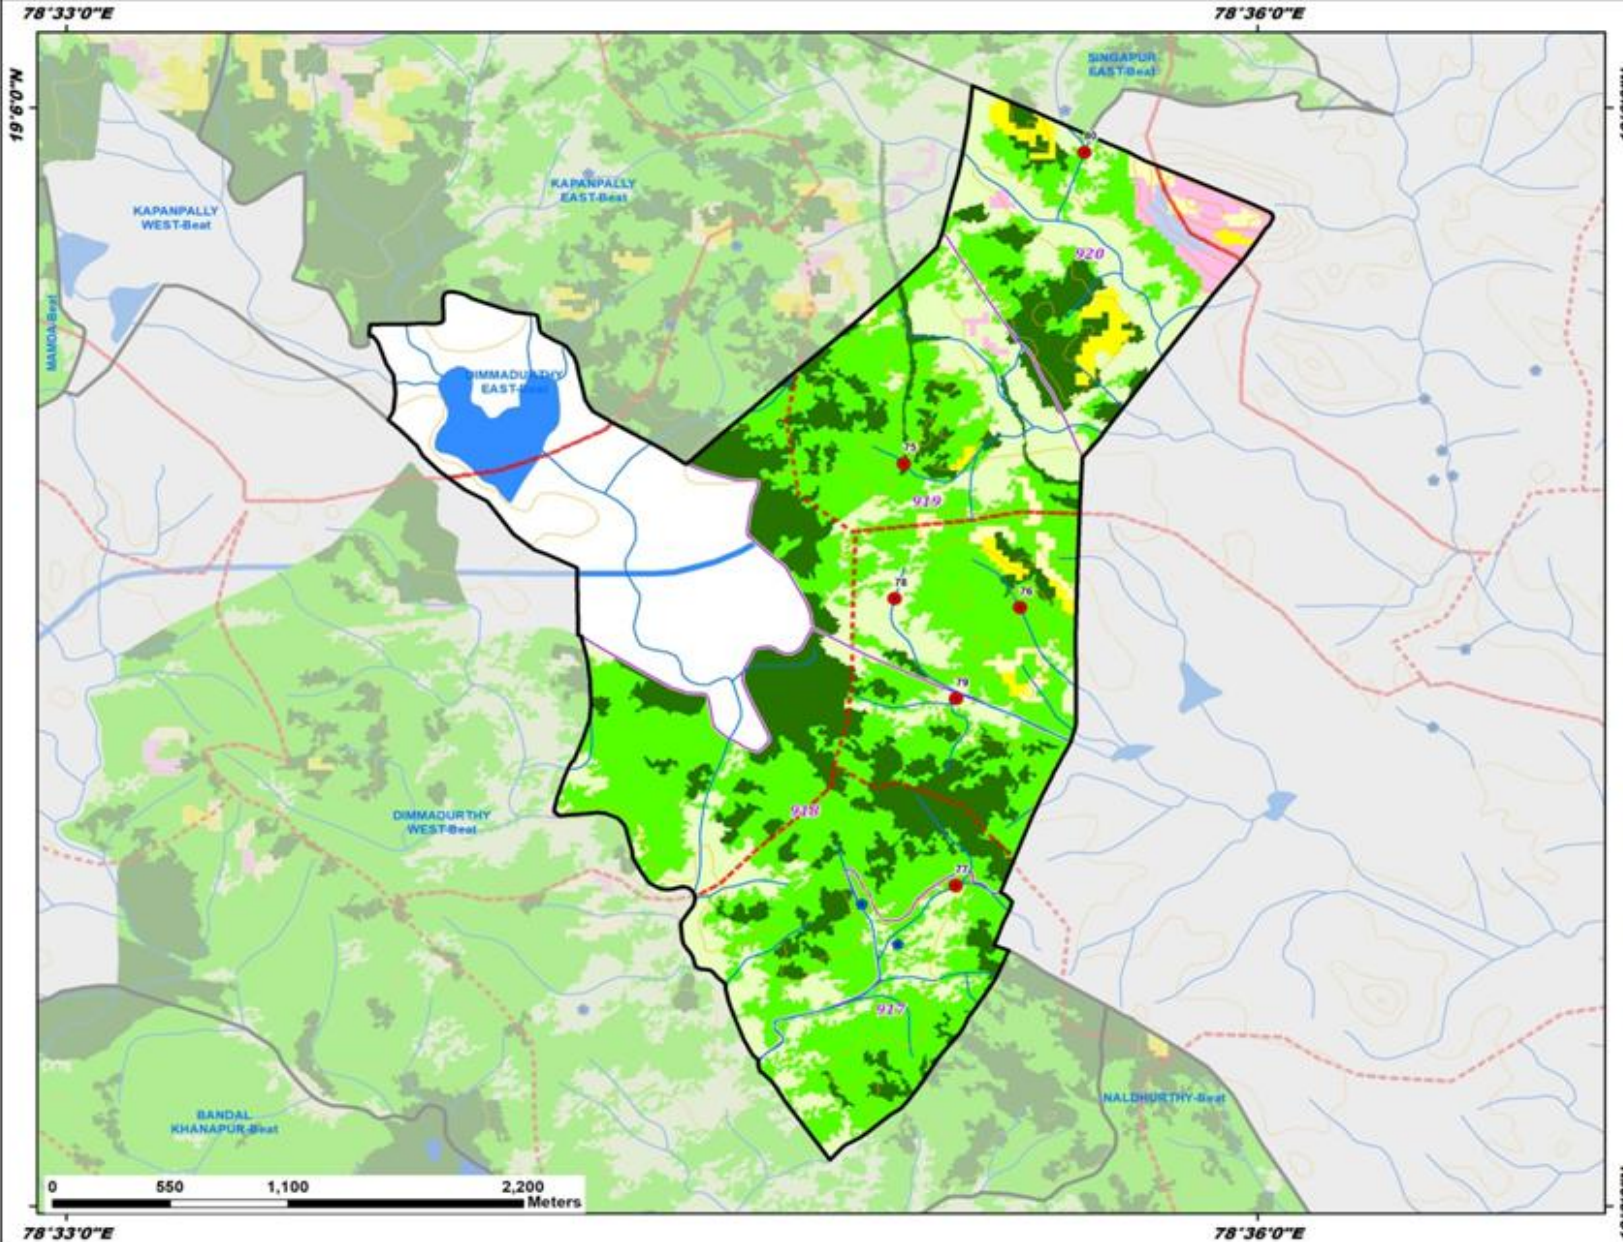 78°33'0"E
78°36'0"E
19°6'0"N
SINGAPUR
EAST-Beat
KAPANPALLY
EAST-Beat
KAPANPALLY
WEST-Beat
920
MAMDA-Beat
DIMMADURTHY
EAST-Beat
75
919
78
76
79
918
DIMMADURTHY
WEST-Beat
77
917
NALDHURTHY-Beat
BANDAL
KHANAPUR-Beat
0
550
1,100
2,200
Meters
78°33'0"E
78°36'0"E